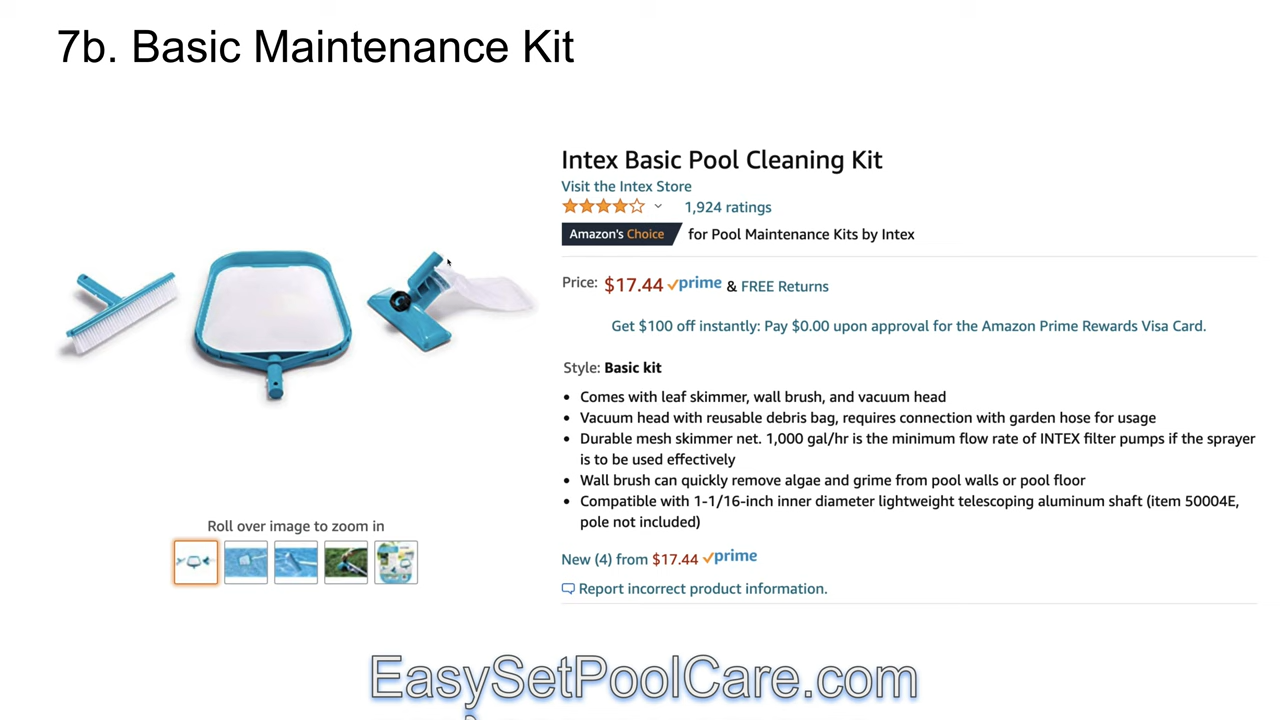 7b. Basic Maintenance Kit
Intex Basic Pool Cleaning Kit
Visit the Intex Store
1,924 ratings
Amazon's Choice for Pool Maintenance Kits by Intex
Price: $17.44 prime & FREE Returns
Get $100 off instantly: Pay $0.00 upon approval for the Amazon Prime Rewards Visa Card.
Style: Basic kit
• Comes with leaf skimmer, wall brush, and vacuum head
• Vacuum head with reusable debris bag, requires connection with garden hose for usage
• Durable mesh skimmer net. 1,000 gal/hr is the minimum flow rate of INTEX filter pumps if the sprayer
is to be used effectively
• Wall brush can quickly remove algae and grime from pool walls or pool floor
• Compatible with 1-1/16-inch inner diameter lightweight telescoping aluminum shaft (item 50004E,
pole not included)
Roll over image to zoom in
New (4) from $17.44 prime
Report incorrect product information.
EasySetPoolCare.com